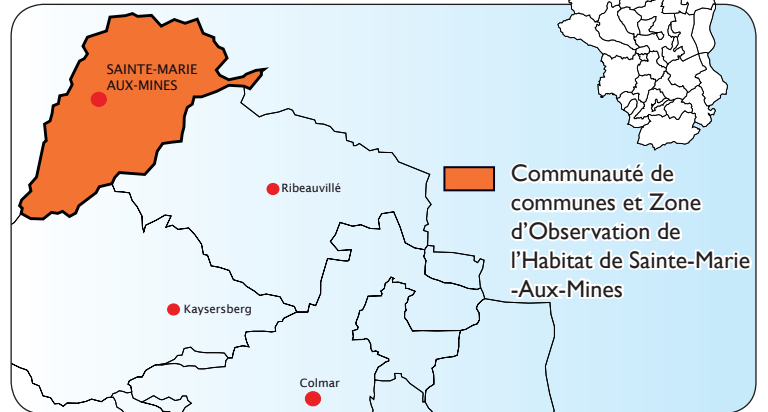 SAINTE-MARIE
AUX-MINES
Ribeauvillé
Communauté de
communes et Zone
d'Observation de
l'Habitat de Sainte-Marie
-Aux-Mines
Kaysersberg
Colmar